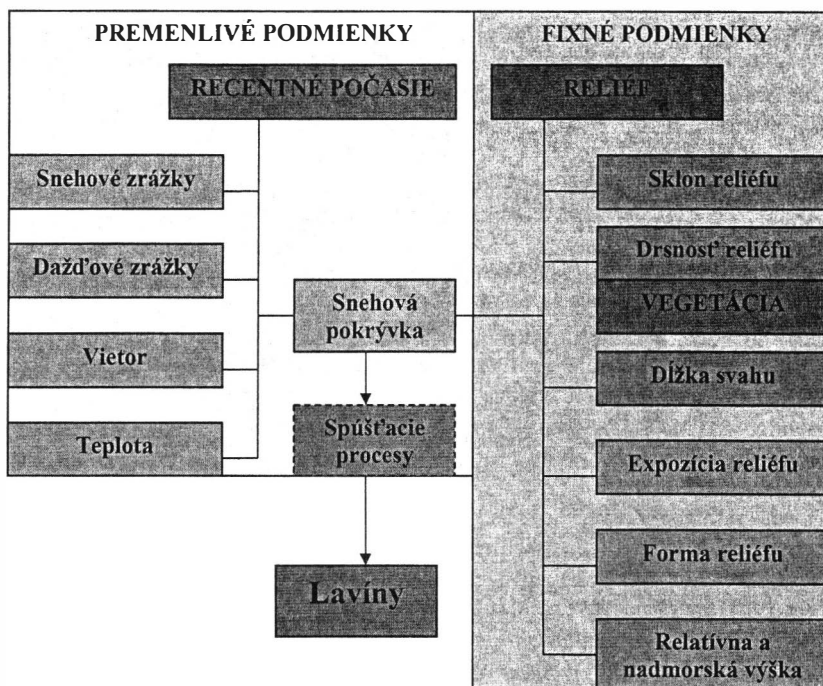 PREMENLIVÉ PODMIENKY
RECENTNÉ POČASIE
Snehové zrážky
Dažďové zrážky
Vietor
Teplota
Snehová
pokrývka
Spúšťacie
procesy
Lavíny
FIXNÉ PODMIENKY
RELIÉF
Sklon reliéfu
Drsnosť reliéfu
VEGETÁCIA
Dĺžka svahu
Expozícia reliéfu
Forma reliéfu
Relatívna a
nadmorská výška